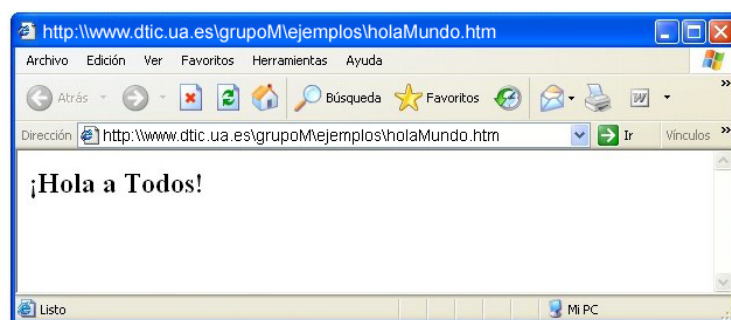 http:\\www.dtic.ua.es\grupoM\ejemplos\holaMundo.htm
Archivo Edición Ver Favoritos Herramientas Ayuda
Atrás Búsqueda Favoritos W »
Dirección http:\\www.dtic.ua.es\grupoM\ejemplos\holaMundo.htm Ir Vínculos »
¡Hola a Todos!
Listo Mi PC